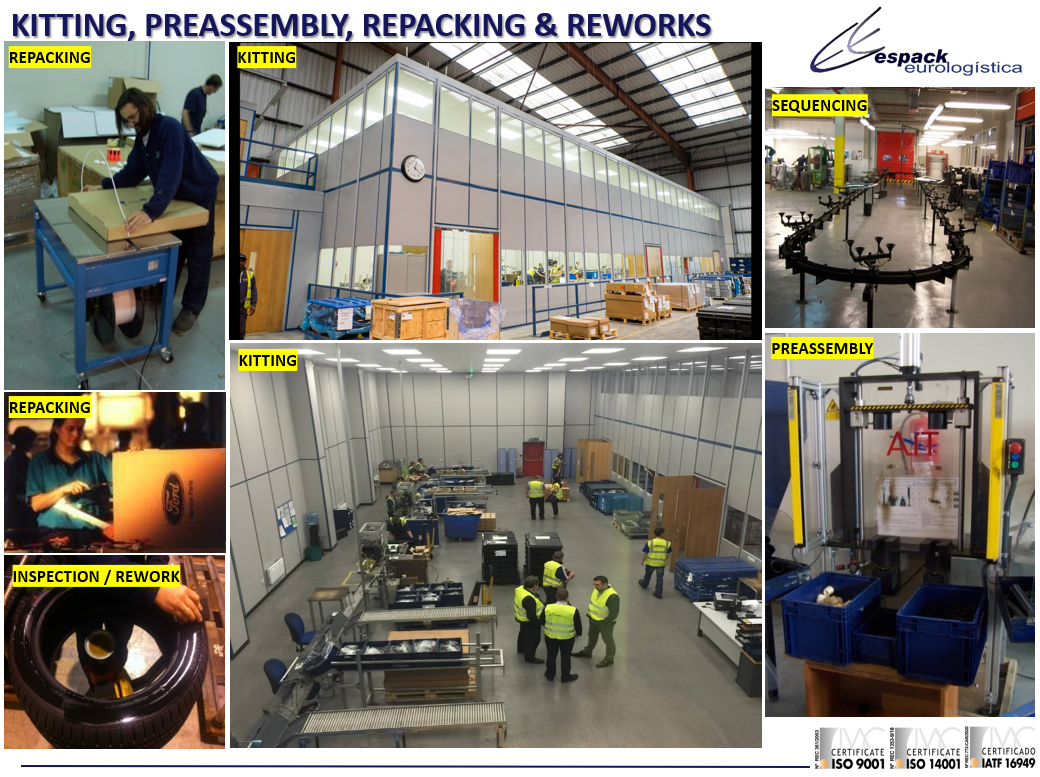 KITTING, PREASSEMBLY, REPACKING & REWORKS
espack
eurologística
REPACKING
KITTING
SEQUENCING
KITTING
PREASSEMBLY
AIT
REPACKING
Ford
INSPECTION / REWORK
CERTIFICATE
ISO 9001
CERTIFICATE
ISO 14001
CERTIFICADO
IATF 16949